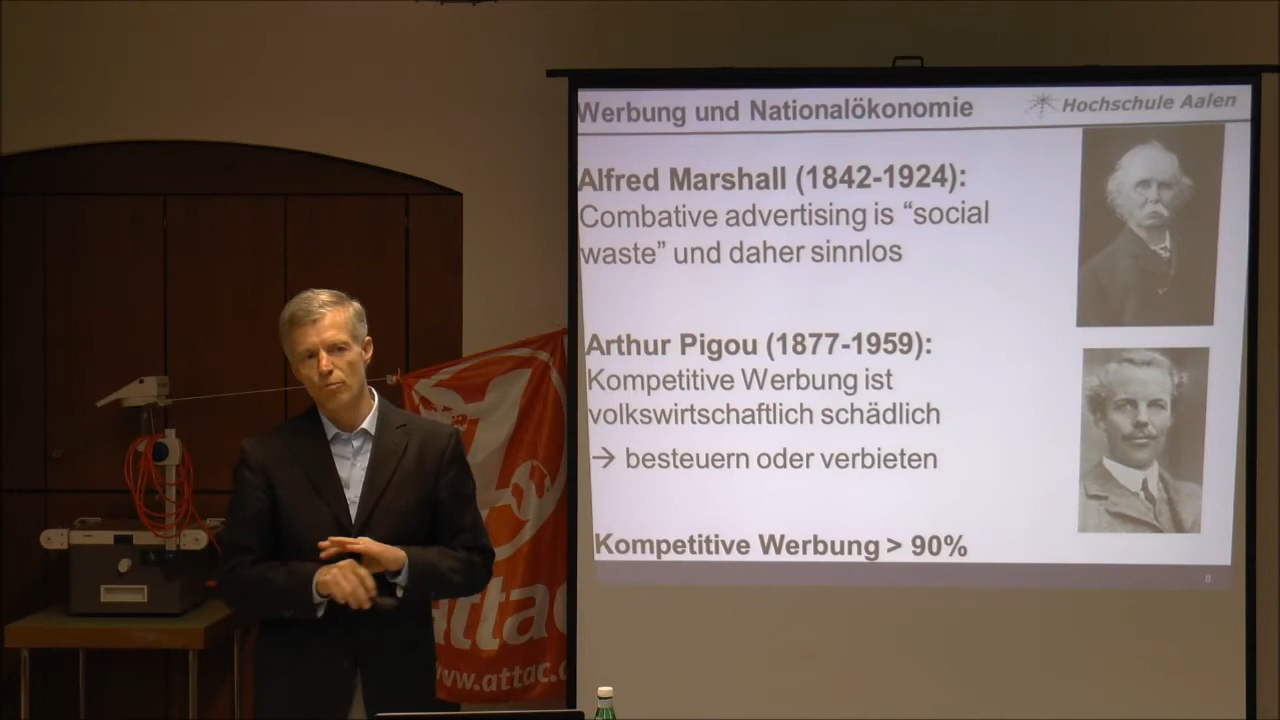 Werbung und Nationalökonomie
Hochschule Aalen
Alfred Marshall (1842-1924):
Combative advertising is “social
waste” und daher sinnlos
Arthur Pigou (1877-1959):
Kompetitive Werbung ist
volkswirtschaftlich schädlich
→ besteuern oder verbieten
Kompetitive Werbung > 90%
8
attac
www.attac.d